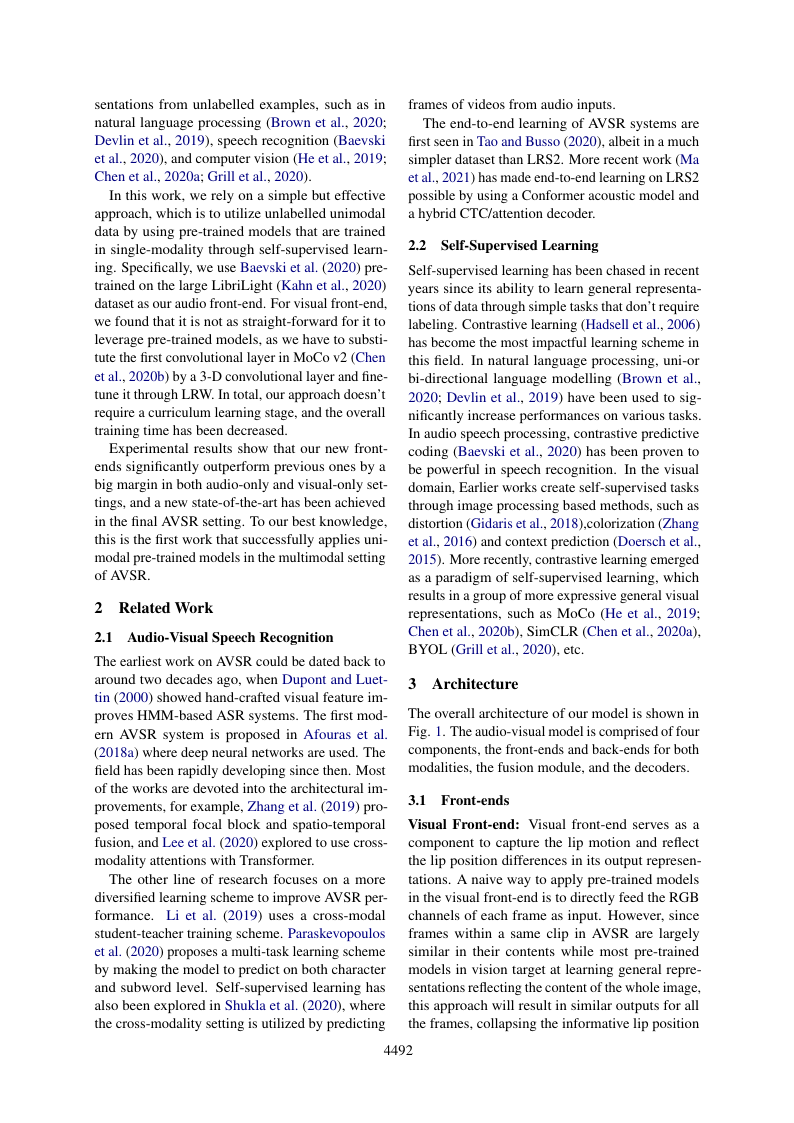 sentations from unlabelled examples, such as in
natural language processing (Brown et al., 2020;
Devlin et al., 2019), speech recognition (Baevski
et al., 2020), and computer vision (He et al., 2019;
Chen et al., 2020a; Grill et al., 2020).
In this work, we rely on a simple but effective
approach, which is to utilize unlabelled unimodal
data by using pre-trained models that are trained
in single-modality through self-supervised learn-
ing. Specifically, we use Baevski et al. (2020) pre-
trained on the large LibriLight (Kahn et al., 2020)
dataset as our audio front-end. For visual front-end,
we found that it is not as straight-forward for it to
leverage pre-trained models, as we have to substi-
tute the first convolutional layer in MoCo v2 (Chen
et al., 2020b) by a 3-D convolutional layer and fine-
tune it through LRW. In total, our approach doesn't
require a curriculum learning stage, and the overall
training time has been decreased.
Experimental results show that our new front-
ends significantly outperform previous ones by a
big margin in both audio-only and visual-only set-
tings, and a new state-of-the-art has been achieved
in the final AVSR setting. To our best knowledge,
this is the first work that successfully applies uni-
modal pre-trained models in the multimodal setting
of AVSR.
2 Related Work
2.1 Audio-Visual Speech Recognition
The earliest work on AVSR could be dated back to
around two decades ago, when Dupont and Luet-
tin (2000) showed hand-crafted visual feature im-
proves HMM-based ASR systems. The first mod-
ern AVSR system is proposed in Afouras et al.
(2018a) where deep neural networks are used. The
field has been rapidly developing since then. Most
of the works are devoted into the architectural im-
provements, for example, Zhang et al. (2019) pro-
posed temporal focal block and spatio-temporal
fusion, and Lee et al. (2020) explored to use cross-
modality attentions with Transformer.
The other line of research focuses on a more
diversified learning scheme to improve AVSR per-
formance. Li et al. (2019) uses a cross-modal
student-teacher training scheme. Paraskevopoulos
et al. (2020) proposes a multi-task learning scheme
by making the model to predict on both character
and subword level. Self-supervised learning has
also been explored in Shukla et al. (2020), where
the cross-modality setting is utilized by predicting
frames of videos from audio inputs.
The end-to-end learning of AVSR systems are
first seen in Tao and Busso (2020), albeit in a much
simpler dataset than LRS2. More recent work (Ma
et al., 2021) has made end-to-end learning on LRS2
possible by using a Conformer acoustic model and
a hybrid CTC/attention decoder.
2.2 Self-Supervised Learning
Self-supervised learning has been chased in recent
years since its ability to learn general representa-
tions of data through simple tasks that don't require
labeling. Contrastive learning (Hadsell et al., 2006)
has become the most impactful learning scheme in
this field. In natural language processing, uni-or
bi-directional language modelling (Brown et al.,
2020; Devlin et al., 2019) have been used to sig-
nificantly increase performances on various tasks.
In audio speech processing, contrastive predictive
coding (Baevski et al., 2020) has been proven to
be powerful in speech recognition. In the visual
domain, Earlier works create self-supervised tasks
through image processing based methods, such as
distortion (Gidaris et al., 2018),colorization (Zhang
et al., 2016) and context prediction (Doersch et al.,
2015). More recently, contrastive learning emerged
as a paradigm of self-supervised learning, which
results in a group of more expressive general visual
representations, such as MoCo (He et al., 2019;
Chen et al., 2020b), SimCLR (Chen et al., 2020a),
BYOL (Grill et al., 2020), etc.
3 Architecture
The overall architecture of our model is shown in
Fig. 1. The audio-visual model is comprised of four
components, the front-ends and back-ends for both
modalities, the fusion module, and the decoders.
3.1 Front-ends
Visual Front-end: Visual front-end serves as a
component to capture the lip motion and reflect
the lip position differences in its output represen-
tations. A naive way to apply pre-trained models
in the visual front-end is to directly feed the RGB
channels of each frame as input. However, since
frames within a same clip in AVSR are largely
similar in their contents while most pre-trained
models in vision target at learning general repre-
sentations reflecting the content of the whole image,
this approach will result in similar outputs for all
the frames, collapsing the informative lip position
4492